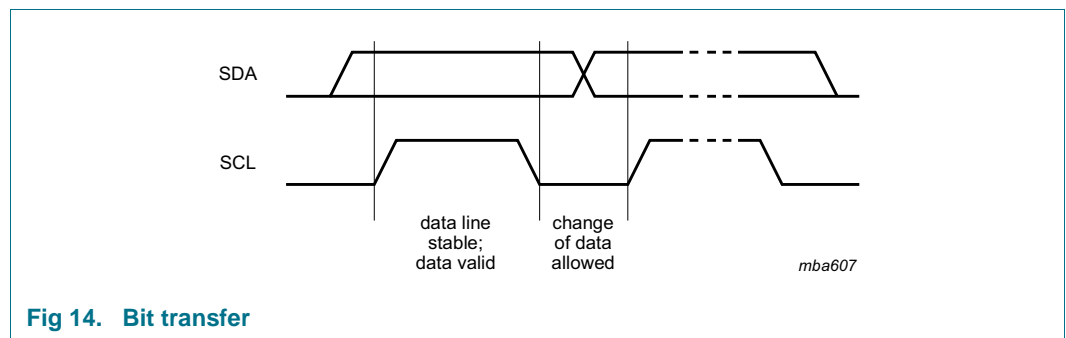 SDA
SCL
data line
stable;
data valid
change
of data
allowed
mba607
Fig 14. Bit transfer